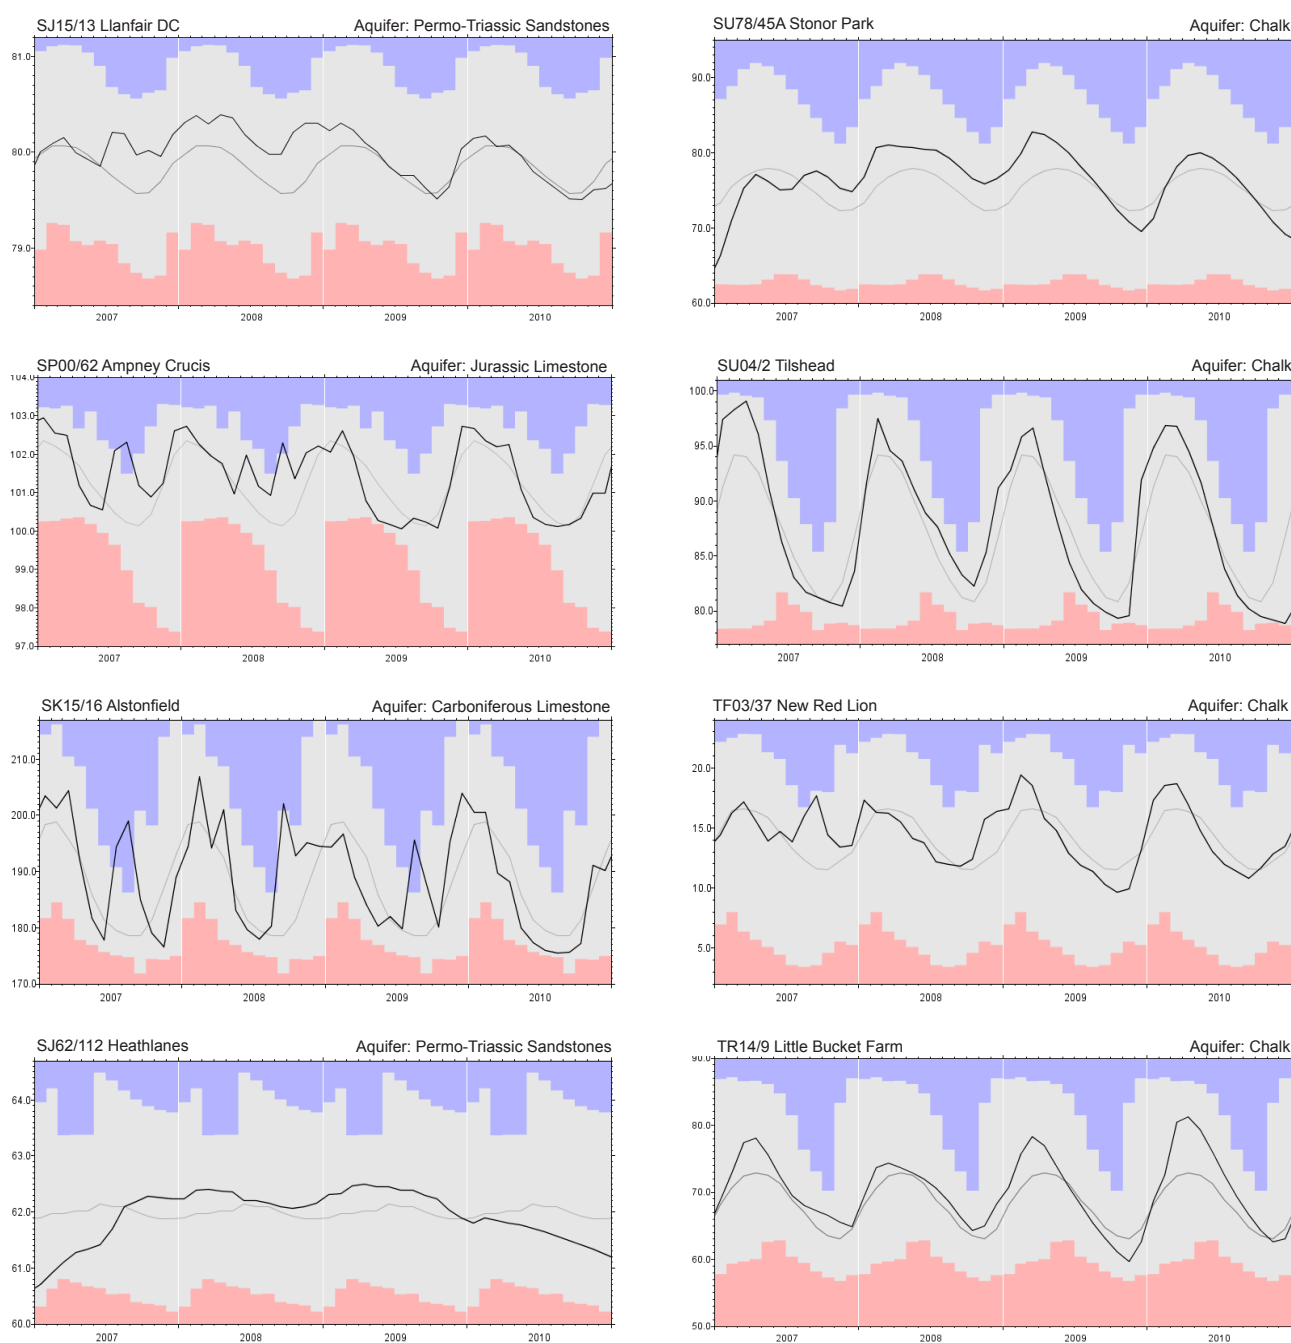 SJ15/13 Llanfair DC Aquifer: Permo-Triassic Sandstones
81.0
80.0
79.0
2007 2008 2009 2010
SU78/45A Stonor Park Aquifer: Chalk
90.0
80.0
70.0
60.0
2007 2008 2009 2010
SP00/62 Ampney Crucis Aquifer: Jurassic Limestone
104.0
103.0
102.0
101.0
100.0
99.0
98.0
97.0
2007 2008 2009 2010
SU04/2 Tilshead Aquifer: Chalk
100.0
95.0
90.0
85.0
80.0
2007 2008 2009 2010
SK15/16 Alstonfield Aquifer: Carboniferous Limestone
210.0
200.0
190.0
180.0
170.0
2007 2008 2009 2010
TF03/37 New Red Lion Aquifer: Chalk
20.0
15.0
10.0
5.0
2007 2008 2009 2010
SJ62/112 Heathlanes Aquifer: Permo-Triassic Sandstones
64.0
63.0
62.0
61.0
60.0
2007 2008 2009 2010
TR14/9 Little Bucket Farm Aquifer: Chalk
90.0
80.0
70.0
60.0
50.0
2007 2008 2009 2010